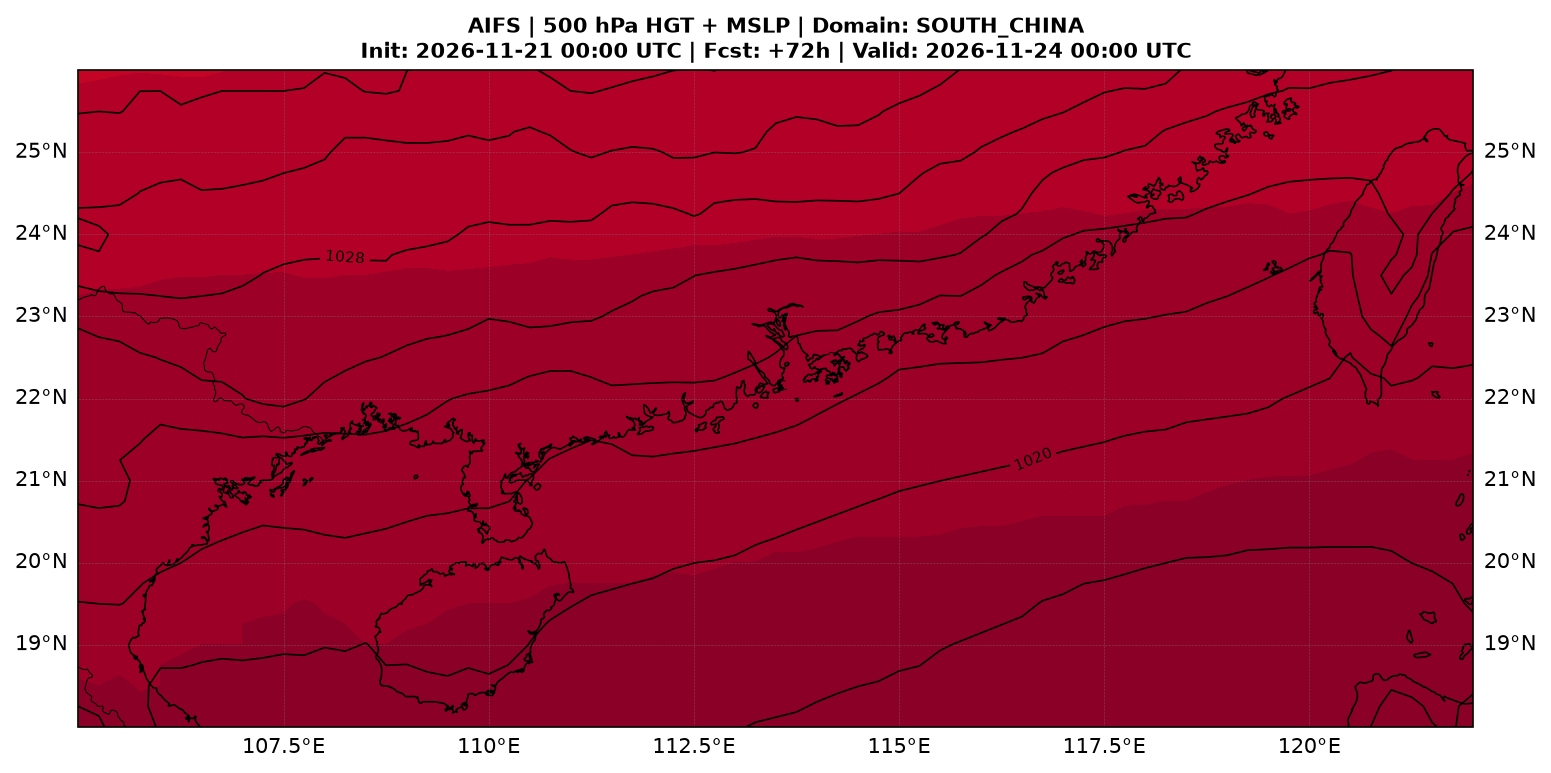 AIFS | 500 hPa HGT + MSLP | Domain: SOUTH_CHINA
Init: 2026-11-21 00:00 UTC | Fcst: +72h | Valid: 2026-11-24 00:00 UTC
25°N 25°N
24°N 24°N
1028
23°N 23°N
22°N 22°N
1020
21°N 21°N
20°N 20°N
19°N 19°N
107.5°E 110°E 112.5°E 115°E 117.5°E 120°E